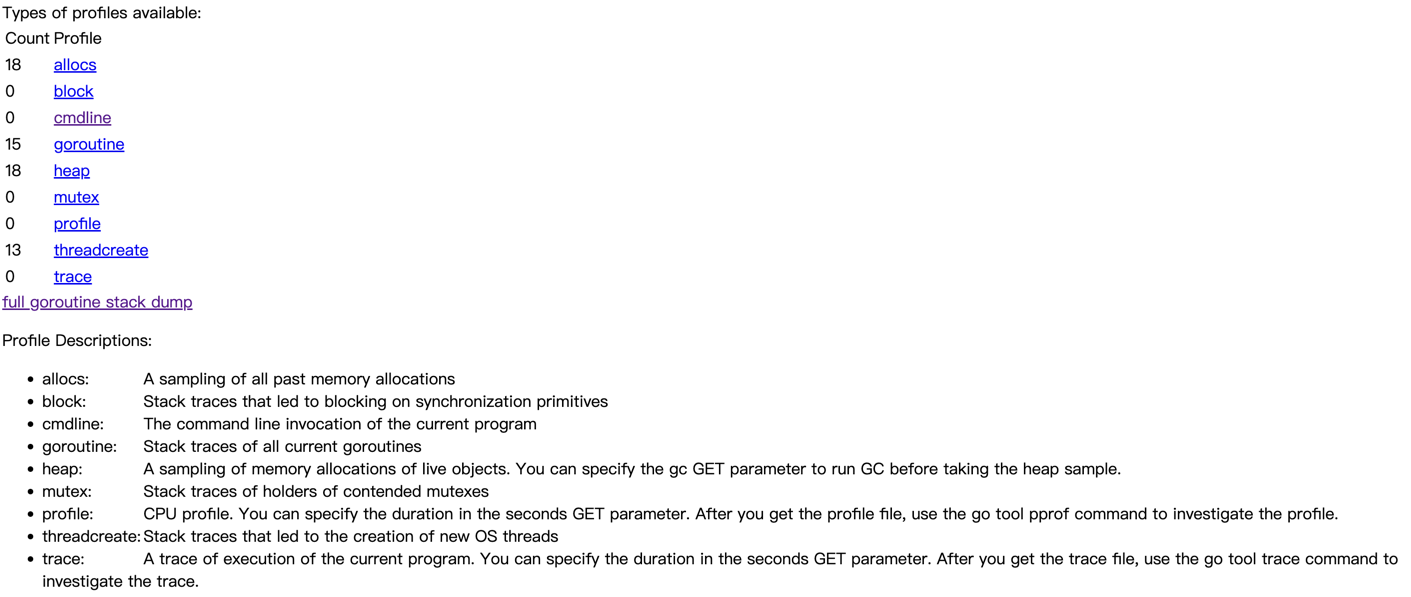 Types of profiles available:
Count Profile
18 allocs
0 block
0 cmdline
15 goroutine
18 heap
0 mutex
0 profile
13 threadcreate
0 trace
full goroutine stack dump
Profile Descriptions:
• allocs: A sampling of all past memory allocations
• block: Stack traces that led to blocking on synchronization primitives
• cmdline: The command line invocation of the current program
• goroutine: Stack traces of all current goroutines
• heap: A sampling of memory allocations of live objects. You can specify the gc GET parameter to run GC before taking the heap sample.
• mutex: Stack traces of holders of contended mutexes
• profile: CPU profile. You can specify the duration in the seconds GET parameter. After you get the profile file, use the go tool pprof command to investigate the profile.
• threadcreate: Stack traces that led to the creation of new OS threads
• trace: A trace of execution of the current program. You can specify the duration in the seconds GET parameter. After you get the trace file, use the go tool trace command to
investigate the trace.